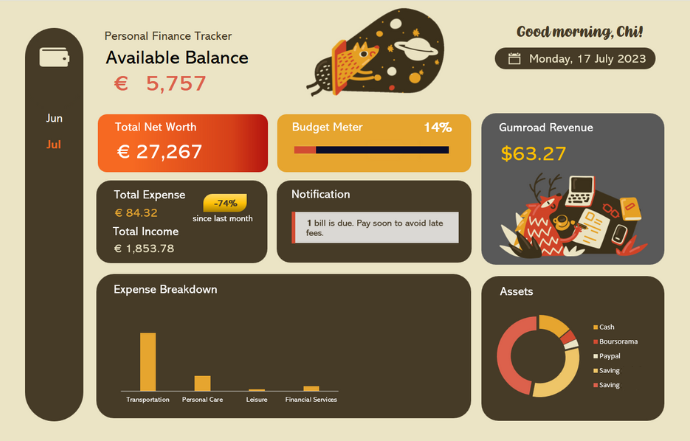 Personal Finance Tracker
Available Balance
€ 5,757
Good morning, Chi!
Monday, 17 July 2023
Jun
Jul
Total Net Worth
€ 27,267
Budget Meter
14%
Gumroad Revenue
$63.27
Total Expense
€ 84.32
-74%
since last month
Total Income
€ 1,853.78
Notification
1 bill is due. Pay soon to avoid late
fees.
Expense Breakdown
Transportation
Personal Care
Leisure
Financial Services
Assets
Cash
Boursorama
Paypal
Saving
Saving